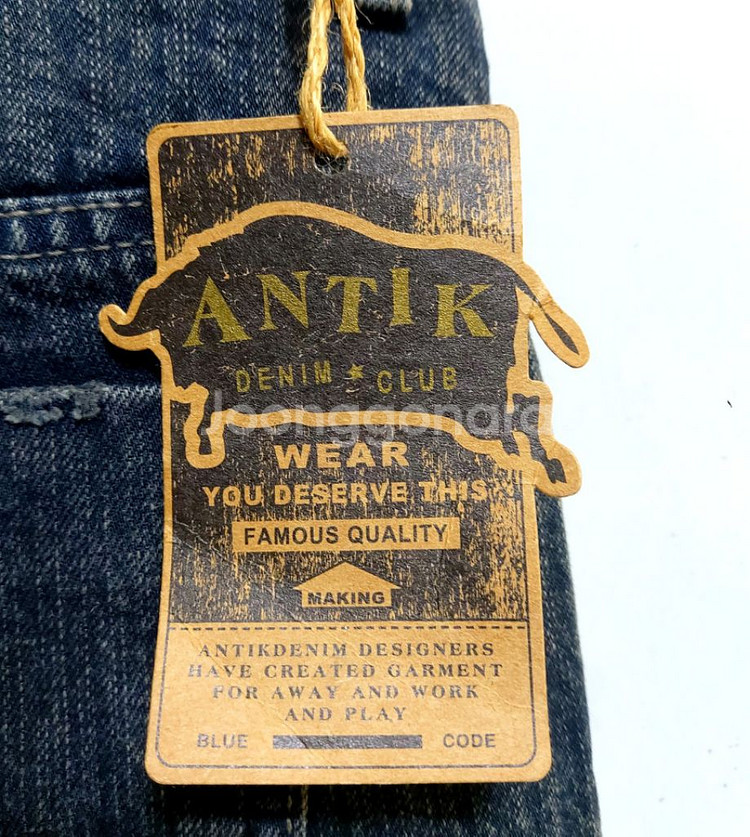 ANTIK
DENIM ★ CLUB
Joonggonara
WEAR
YOU DESERVE THIS
FAMOUS QUALITY
MAKING
ANTIKDENIM DESIGNERS
HAVE CREATED GARMENT
FOR AWAY AND WORK
AND PLAY
BLUE CODE